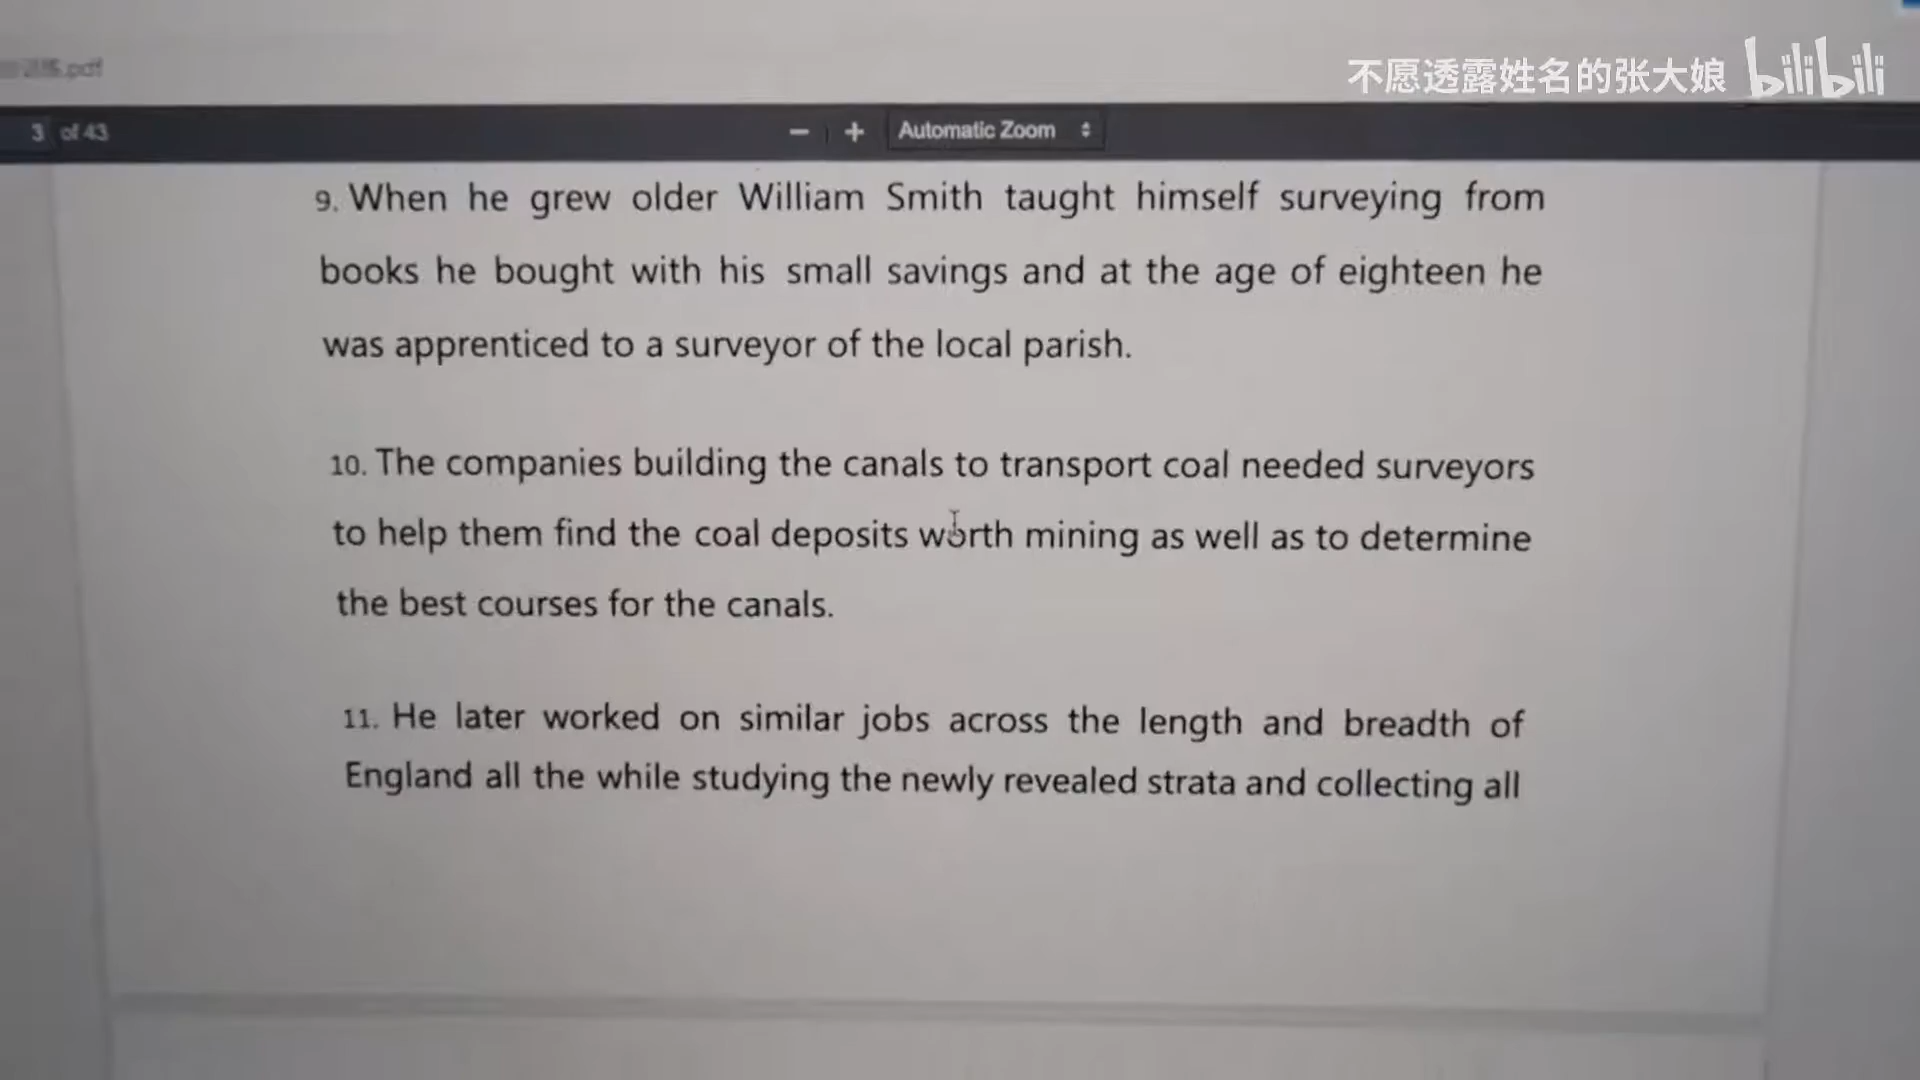 不愿透露姓名的张大娘 bilibili
3 of 43
Automatic Zoom
9. When he grew older William Smith taught himself surveying from
books he bought with his small savings and at the age of eighteen he
was apprenticed to a surveyor of the local parish.
10. The companies building the canals to transport coal needed surveyors
to help them find the coal deposits worth mining as well as to determine
the best courses for the canals.
11. He later worked on similar jobs across the length and breadth of
England all the while studying the newly revealed strata and collecting all